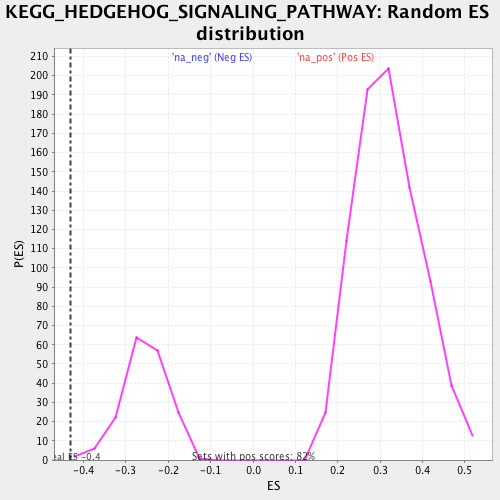 KEGG_HEDGEHOG_SIGNALING_PATHWAY: Random ES
distribution
'na_neg' (Neg ES) 'na_pos' (Pos ES)
210
200
190
180
170
160
150
140
130
120
110
100
90
80
70
60
50
40
30
20
10
0
P(ES)
ES -0.4
Sets with pos scores: 82%
-0.4 -0.3 -0.2 -0.1 0.0 0.1 0.2 0.3 0.4 0.5
ES